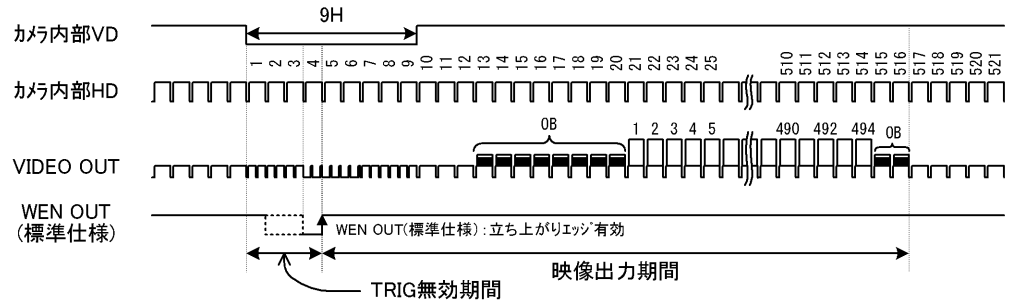 9H
ｶﾒﾗ内部VD
1 2 3 4 5 6 7 8 9 10 11 12 13 14 15 16 17 18 19 20 21 22 23 24 25 510 511 512 513 514 515 516 517 518 519 520 521
ｶﾒﾗ内部HD
OB 1 2 3 4 5 490 492 494 OB
VIDEO OUT
WEN OUT
(標準仕様)
WEN OUT(標準仕様)：立ち上がりｴｯｼﾞ有効
映像出力期間
TRIG無効期間